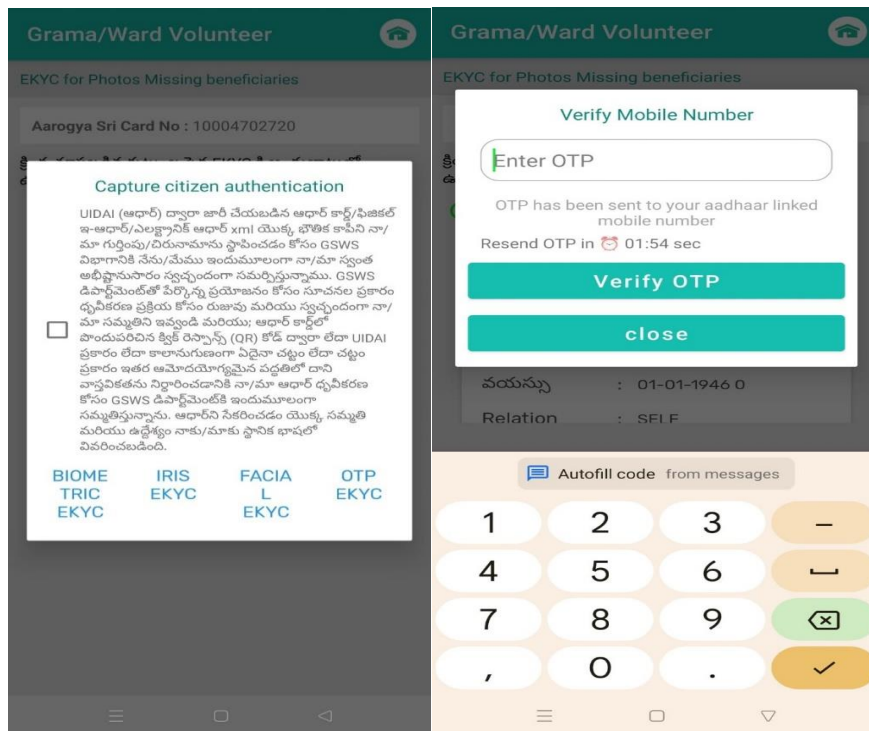 Grama/Ward Volunteer
EKYC for Photos Missing beneficiaries
Aarogya Sri Card No : 10004702720
Capture citizen authentication
UIDAI (ఆధార్) ద్వారా జారీ చేయబడిన ఆధార్ కార్డ్/ఫిజికల్
ఇ-ఆధార్/ఎలక్ట్రానిక్ ఆధార్ xml యొక్క భౌతిక కాపీని నా/
మా గుర్తింపు/చిరునామాను స్థాపించడం కోసం GSWS
విభాగానికి నేను/మేము ఇందుమూలంగా నా/మా స్వంత
అభీష్టానుసారం స్వచ్ఛందంగా సమర్పిస్తున్నాము. GSWS
డిపార్ట్‌మెంట్‌తో పేర్కొన్న ప్రయోజనం కోసం సూచనల ప్రకారం
ధృవీకరణ ప్రక్రియ కోసం రుజువు మరియు స్వచ్ఛందంగా నా/
మా సమ్మతిని ఇవ్వండి మరియు; ఆధార్ కార్డ్‌లో
పొందుపరిచిన క్విక్ రెస్పాన్స్ (QR) కోడ్ ద్వారా లేదా UIDAI
ప్రకారం లేదా కాలానుగుణంగా ఏదైనా చట్టం లేదా చట్టం
ప్రకారం ఇతర ఆమోదయోగ్యమైన పద్ధతిలో దాని
వాస్తవికతను నిర్ధారించడానికి నా/మా ఆధార్ ధృవీకరణ
కోసం GSWS డిపార్ట్‌మెంట్‌కి ఇందుమూలంగా
సమ్మతిస్తున్నాను. ఆధార్‌ని సేకరించడం యొక్క సమ్మతి
మరియు ఉద్దేశ్యం నాకు/మాకు స్థానిక భాషలో
వివరించబడింది.
BIOME IRIS FACIA OTP
TRIC EKYC L EKYC
EKYC EKYC
Grama/Ward Volunteer
EKYC for Photos Missing beneficiaries
Verify Mobile Number
Enter OTP
OTP has been sent to your aadhaar linked
mobile number
Resend OTP in ⏰ 01:54 sec
Verify OTP
close
వయస్సు : 01-01-1946 0
Relation : SELF
Autofill code from messages
1 2 3 –
4 5 6
7 8 9
, 0 .